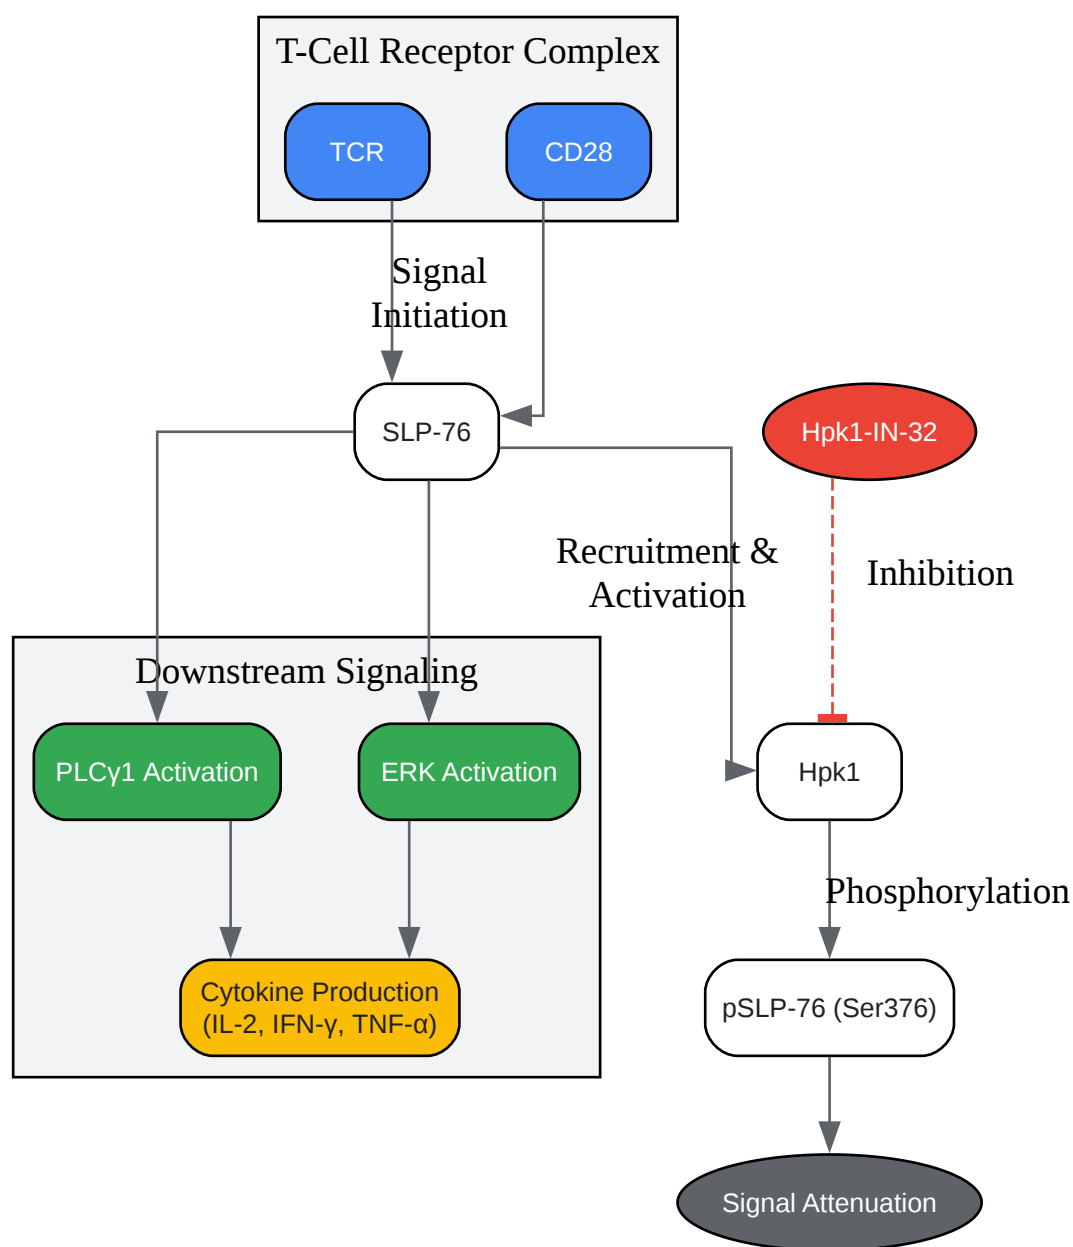 T-Cell Receptor Complex
TCR
CD28
Signal
Initiation
SLP-76
Hpk1-IN-32
Recruitment &
Activation
Inhibition
Downstream Signaling
PLCγ1 Activation
ERK Activation
Hpk1
Phosphorylation
Cytokine Production
(IL-2, IFN-γ, TNF-α)
pSLP-76 (Ser376)
Signal Attenuation